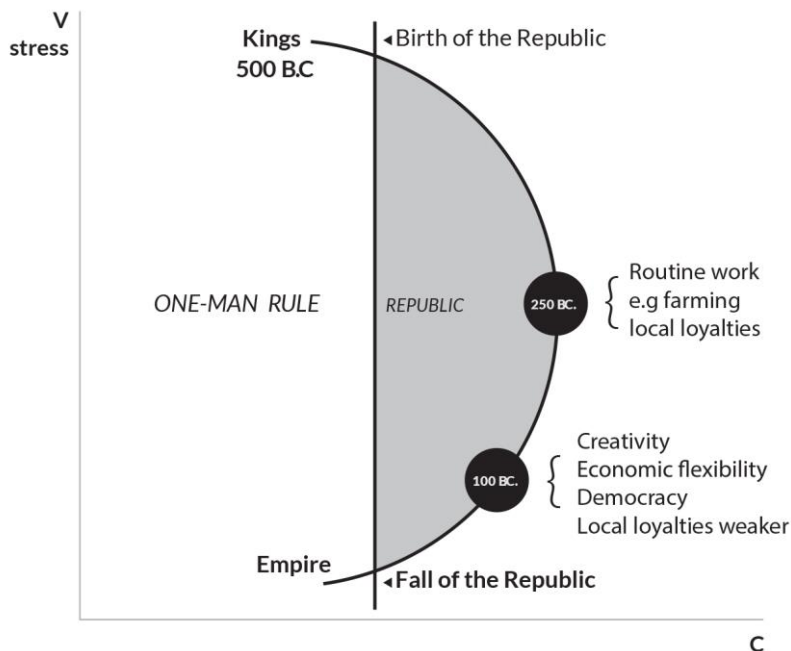 V
stress
Kings
500 B.C
◂Birth of the Republic
ONE-MAN RULE
REPUBLIC
250 BC.
Routine work
e.g farming
local loyalties
100 BC.
Creativity
Economic flexibility
Democracy
Local loyalties weaker
Empire
◂Fall of the Republic
C